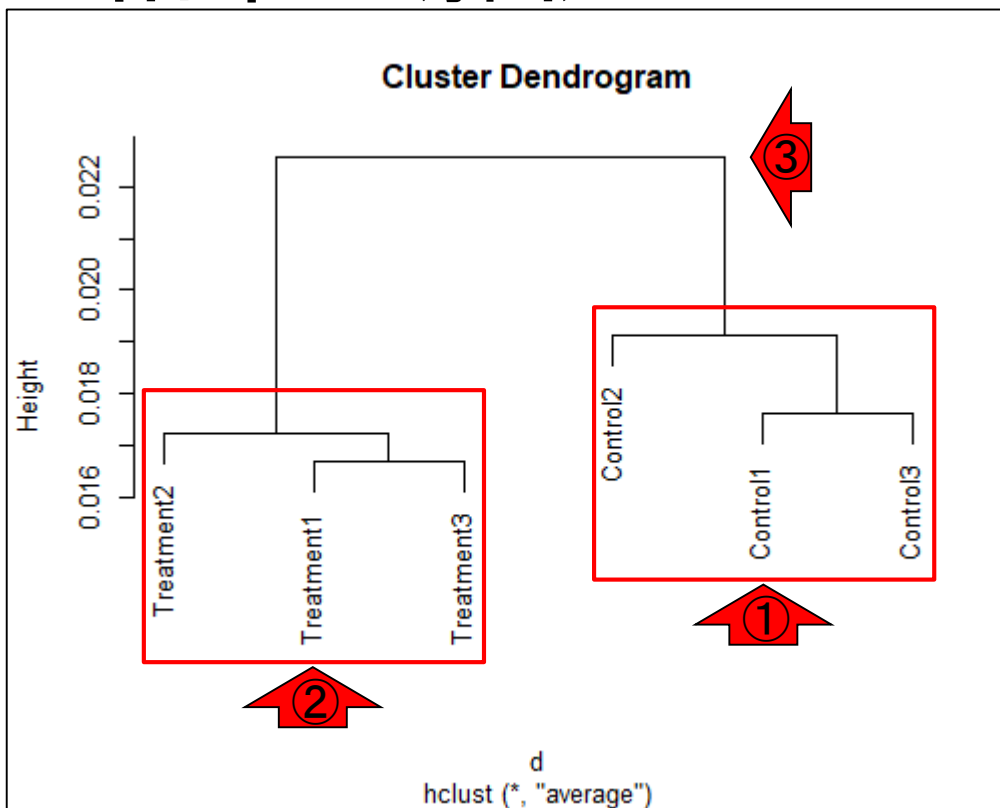 Cluster Dendrogram
③
Height
0.022
0.020
0.018
0.016
Treatment2
Treatment1
Treatment3
Control2
Control1
Control3
①
②
d
hclust (*, "average")